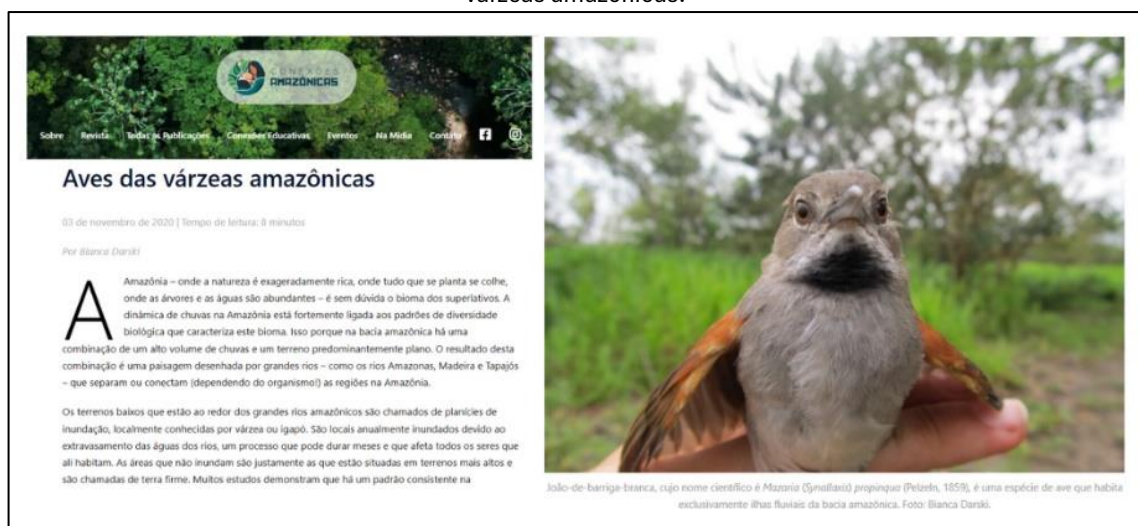 várzeas amazônicas.
CONEXÕES
AMAZÔNICAS
Sobre Revista Todas as Publicações Conexões Educativas Eventos Na Mídia Contato
Aves das várzeas amazônicas
03 de novembro de 2020 | Tempo de leitura: 8 minutos
Por Bianca Darski
A Amazônia – onde a natureza é exageradamente rica, onde tudo que se planta se colhe,
onde as árvores e as águas são abundantes – é sem dúvida o bioma dos superlativos. A
dinâmica de chuvas na Amazônia está fortemente ligada aos padrões de diversidade
biológica que caracteriza este bioma. Isso porque na bacia amazônica há uma
combinação de um alto volume de chuvas e um terreno predominantemente plano. O resultado desta
combinação é uma paisagem desenhada por grandes rios – como os rios Amazonas, Madeira e Tapajós
– que separam ou conectam (dependendo do organismo!) as regiões na Amazônia.
Os terrenos baixos que estão ao redor dos grandes rios amazônicos são chamados de planícies de
inundação, localmente conhecidas por várzea ou igapó. São locais anualmente inundados devido ao
extravasamento das águas dos rios, um processo que pode durar meses e que afeta todos os seres que
ali habitam. As áreas que não inundam são justamente as que estão situadas em terrenos mais altos e
são chamadas de terra firme. Muitos estudos demonstram que há um padrão consistente na
João-de-barriga-branca, cujo nome científico é Mazaria (Synallaxis) propinqua (Pelzeln, 1859), é uma espécie de ave que habita
exclusivamente ilhas fluviais da bacia amazônica. Foto: Bianca Darski.